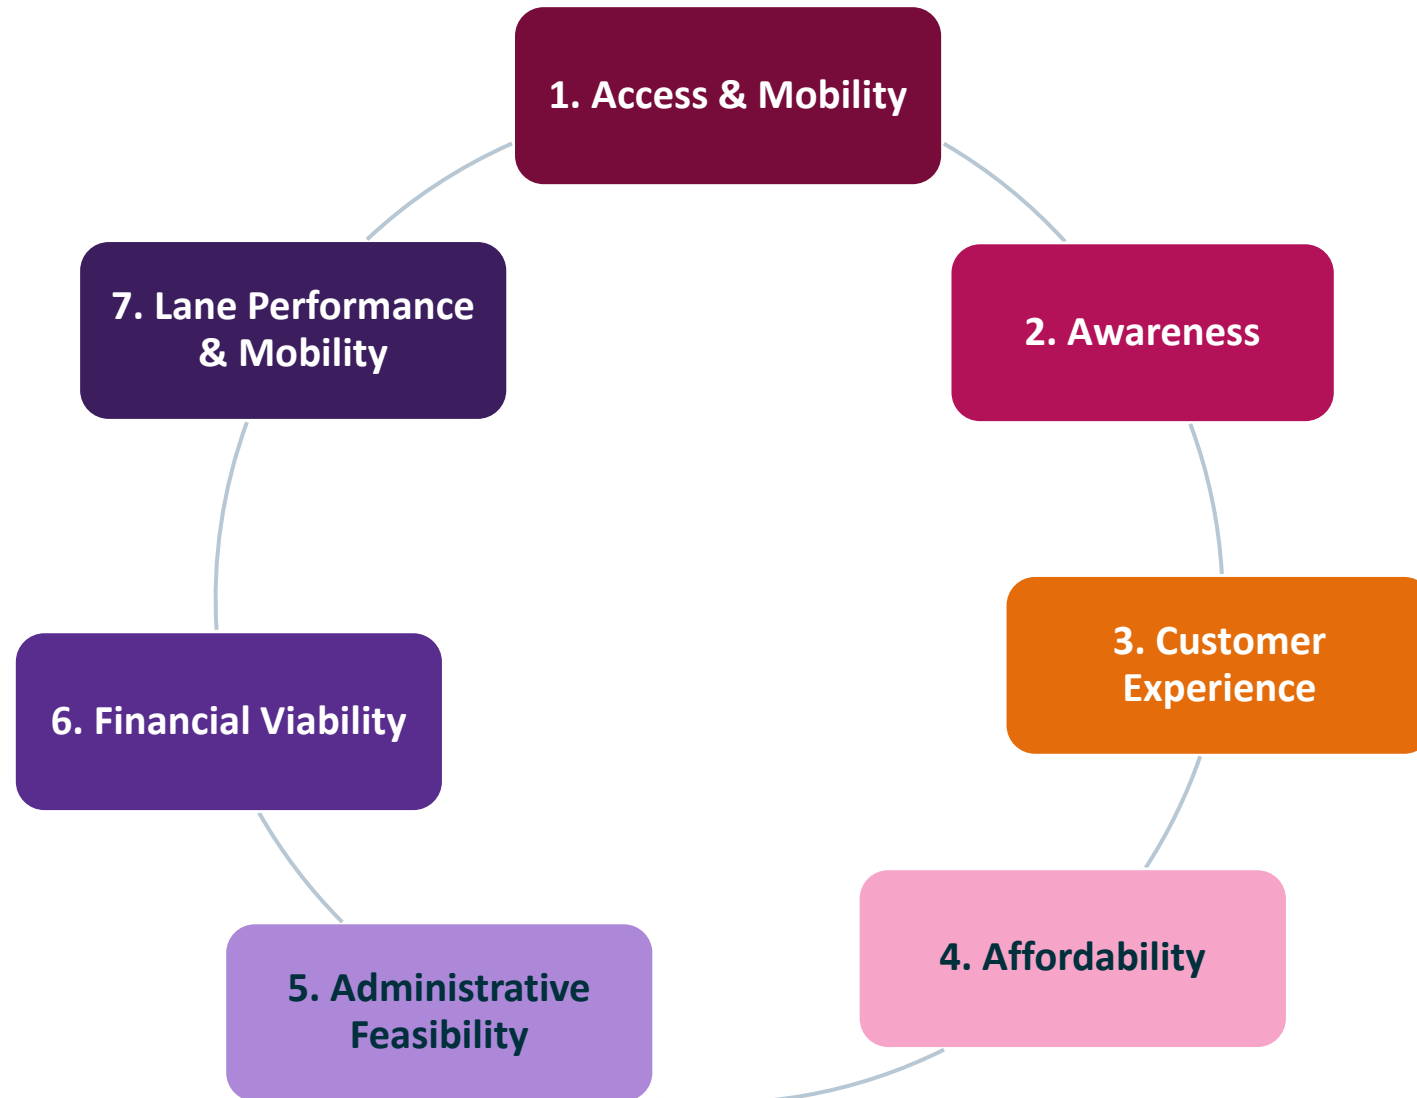 1. Access & Mobility
2. Awareness
3. Customer
Experience
4. Affordability
5. Administrative
Feasibility
6. Financial Viability
7. Lane Performance
& Mobility